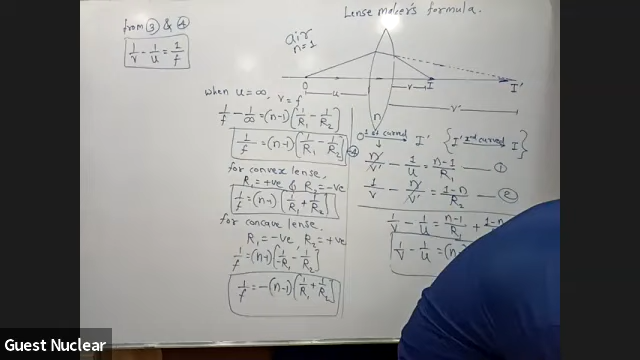 Lense maker's formula.
from ③ & ④
1/v - 1/u = 1/f
air
n=1
O
u
v
I
I'
v'
n
when u=∞, v=f
1/f - 1/∞ = (n-1)[1/R₁ - 1/R₂]
1/f = (n-1)[1/R₁ - 1/R₂] ④
for convex lense,
R₁=+ve & R₂=-ve
1/f = (n-1)[1/R₁ + 1/R₂]
for concave lense.
R₁=-ve R₂=+ve
1/f = (n-1)[1/-R₁ - 1/R₂]
1/f = -(n-1)[1/R₁ + 1/R₂]
O 1st curved I' {I' 2nd curved I}
n/v' - 1/u = (n-1)/R₁ ①
1/v - n/v' = (1-n)/R₂ ②
1/v - 1/u = (n-1)/R₁ + (1-n
1/v - 1/u = (n-
Guest Nuclear